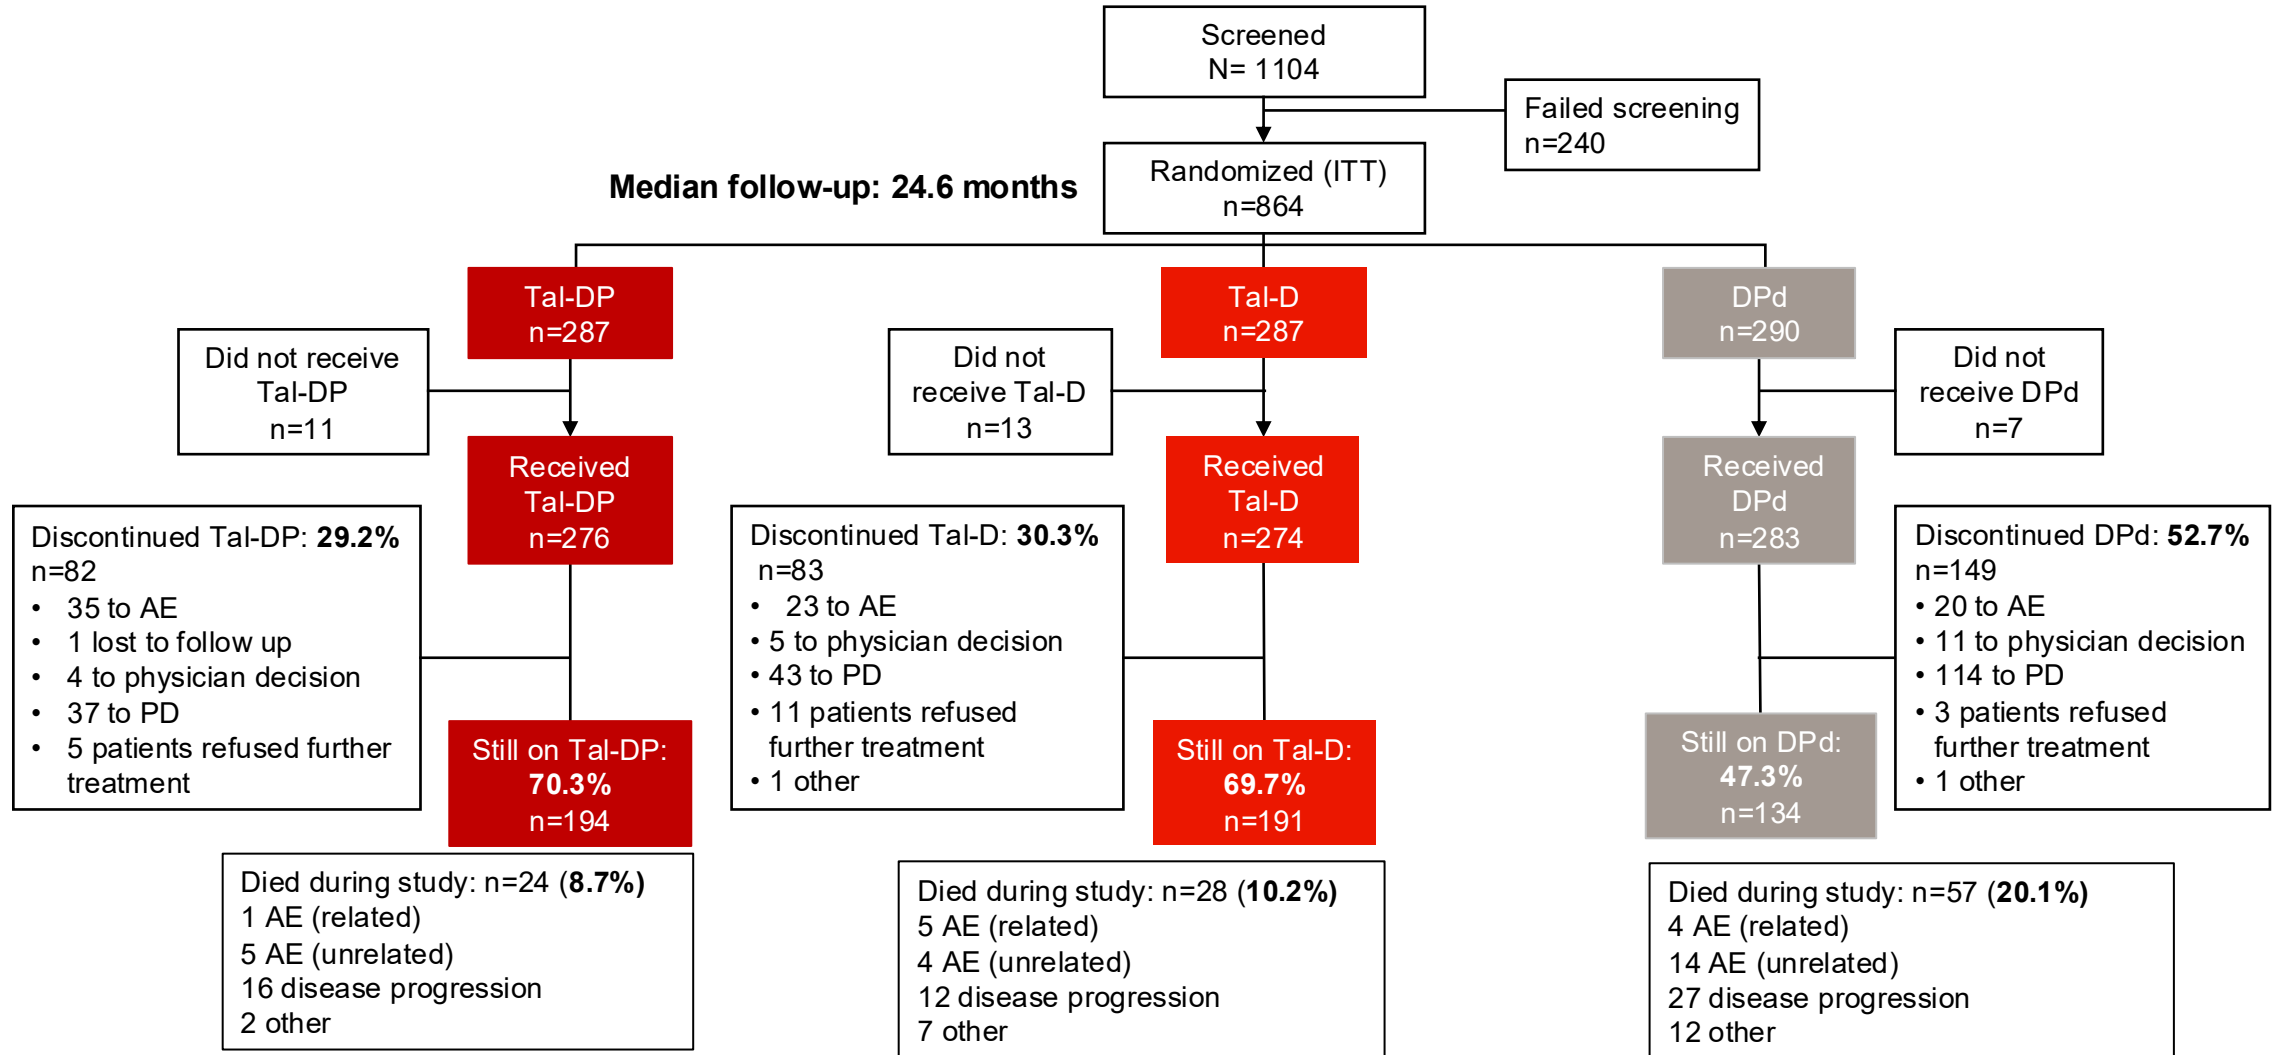 Screened
N= 1104
Failed screening
n=240
Randomized (ITT)
n=864
Median follow-up: 24.6 months
Tal-DP
n=287
Tal-D
n=287
DPd
n=290
Did not receive
Tal-DP
n=11
Did not
receive Tal-D
n=13
Did not
receive DPd
n=7
Received
Tal-DP
n=276
Received
Tal-D
n=274
Received
DPd
n=283
Discontinued Tal-DP: 29.2%
n=82
• 35 to AE
• 1 lost to follow up
• 4 to physician decision
• 37 to PD
• 5 patients refused further
treatment
Discontinued Tal-D: 30.3%
n=83
• 23 to AE
• 5 to physician decision
• 43 to PD
• 11 patients refused
further treatment
• 1 other
Discontinued DPd: 52.7%
n=149
• 20 to AE
• 11 to physician decision
• 114 to PD
• 3 patients refused
further treatment
• 1 other
Still on Tal-DP:
70.3%
n=194
Still on Tal-D:
69.7%
n=191
Still on DPd:
47.3%
n=134
Died during study: n=24 (8.7%)
1 AE (related)
5 AE (unrelated)
16 disease progression
2 other
Died during study: n=28 (10.2%)
5 AE (related)
4 AE (unrelated)
12 disease progression
7 other
Died during study: n=57 (20.1%)
4 AE (related)
14 AE (unrelated)
27 disease progression
12 other